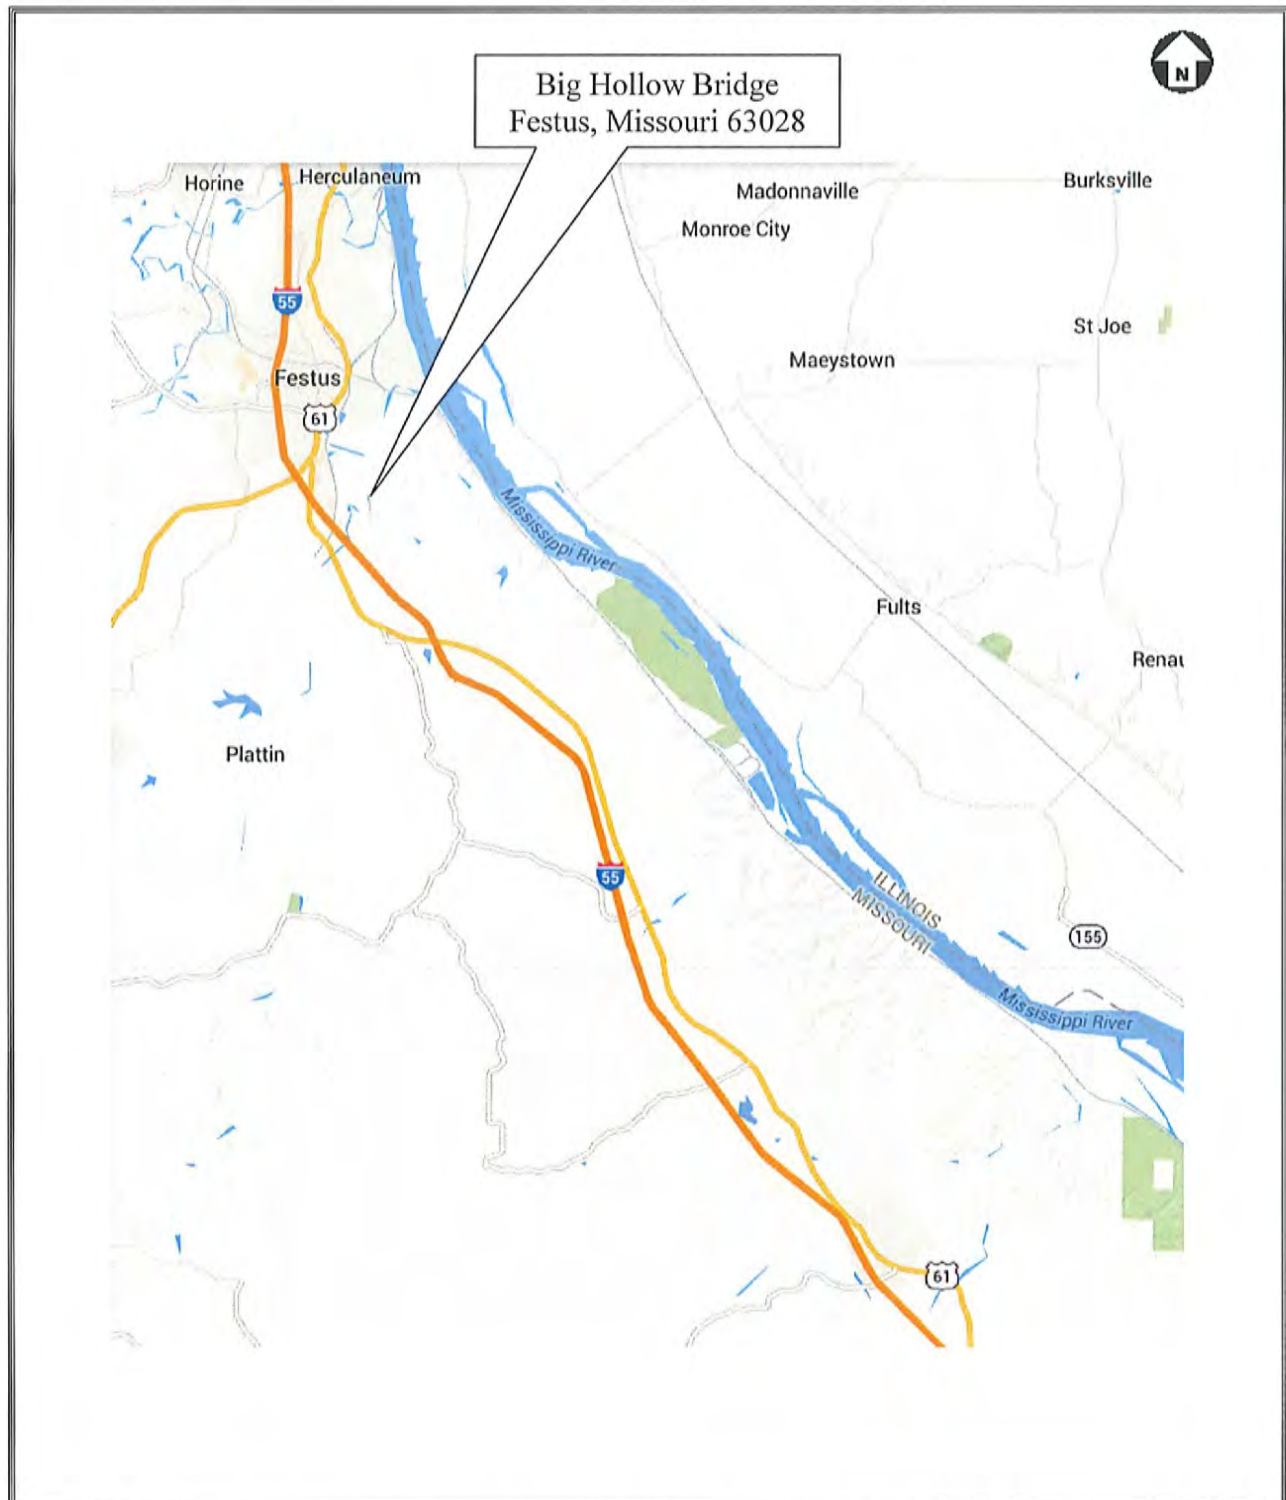 N
Big Hollow Bridge
Festus, Missouri 63028
Horine
Herculaneum
Madonnaville
Burksville
Monroe City
55
St Joe
Maeystown
Festus
61
Mississippi River
Fults
Renau
Plattin
55
ILLINOIS
MISSOURI
155
Mississippi River
61